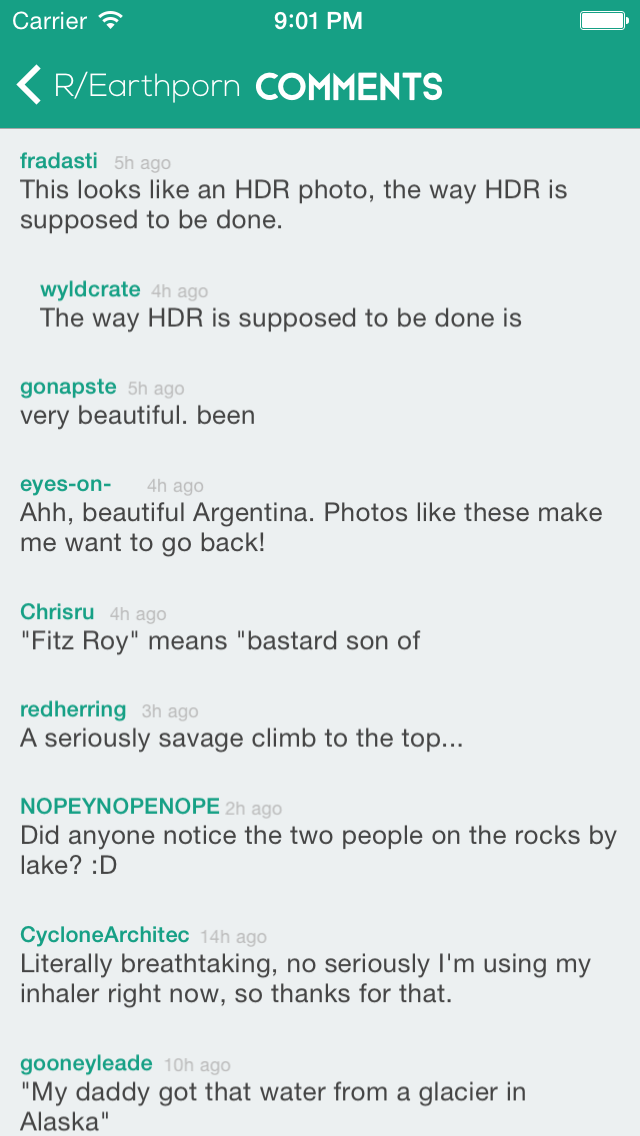 Carrier 9:01 PM
R/Earthporn COMMENTS
fradasti 5h ago
This looks like an HDR photo, the way HDR is
supposed to be done.
wyldcrate 4h ago
The way HDR is supposed to be done is
gonapste 5h ago
very beautiful. been
eyes-on- 4h ago
Ahh, beautiful Argentina. Photos like these make
me want to go back!
Chrisru 4h ago
"Fitz Roy" means "bastard son of
redherring 3h ago
A seriously savage climb to the top...
NOPEYNOPENOPE 2h ago
Did anyone notice the two people on the rocks by
lake? :D
CycloneArchitec 14h ago
Literally breathtaking, no seriously I'm using my
inhaler right now, so thanks for that.
gooneyleade 10h ago
"My daddy got that water from a glacier in
Alaska"